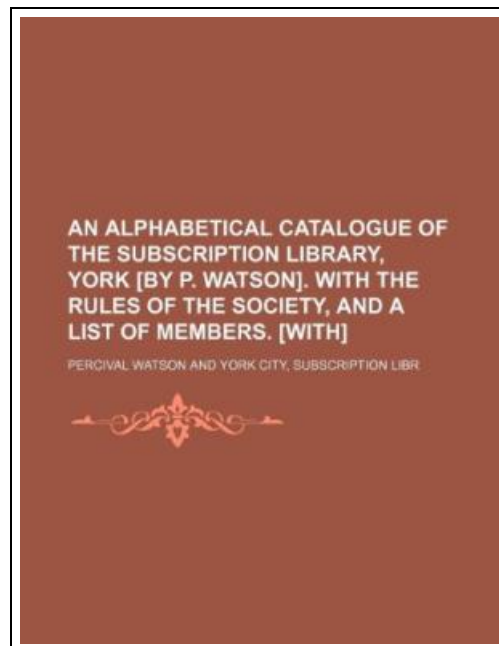 AN ALPHABETICAL CATALOGUE OF
THE SUBSCRIPTION LIBRARY,
YORK [BY P. WATSON]. WITH THE
RULES OF THE SOCIETY, AND A
LIST OF MEMBERS. [WITH]
PERCIVAL WATSON AND YORK CITY, SUBSCRIPTION LIBR